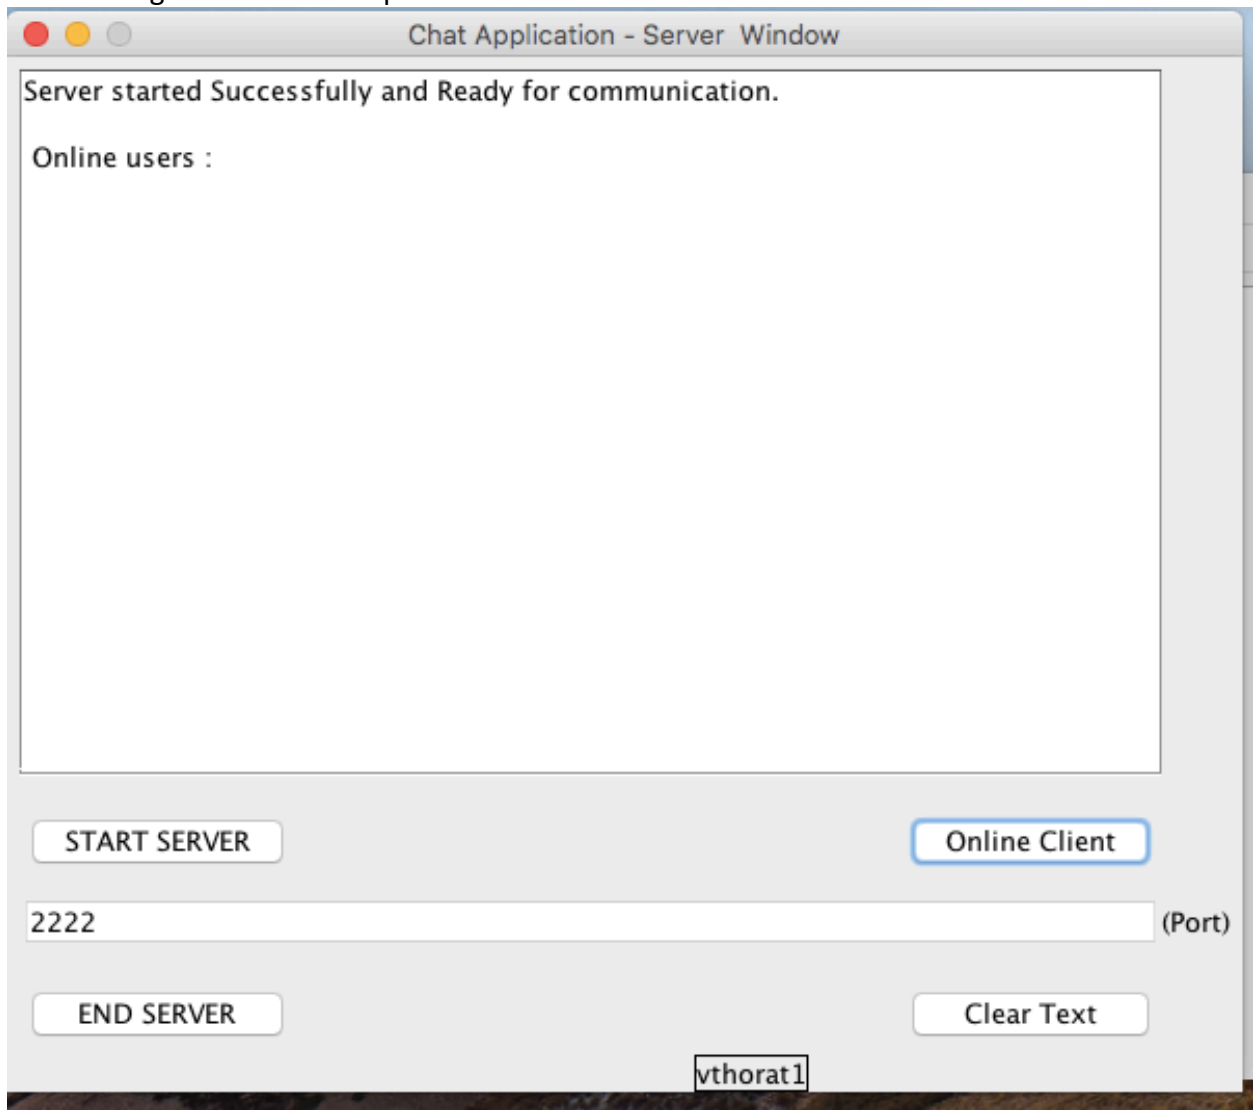 Chat Application - Server  Window
Server started Successfully and Ready for communication.
Online users :
START SERVER
Online Client
2222
(Port)
END SERVER
Clear Text
vthorat1